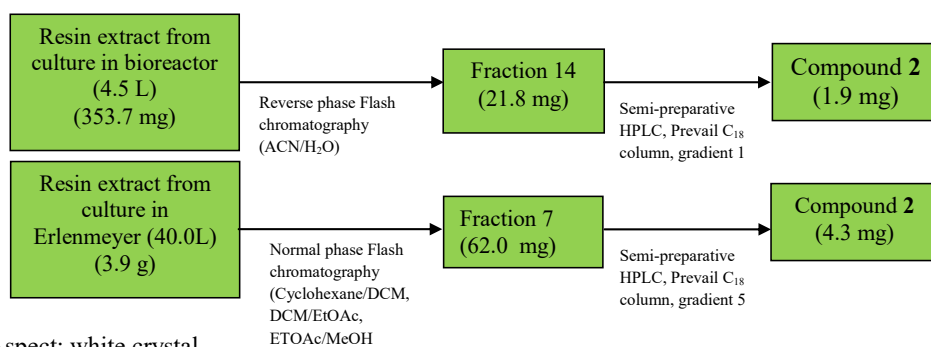 Resin extract from
culture in bioreactor
(4.5 L)
(353.7 mg)
Reverse phase Flash
chromatography
(ACN/H₂O)
Fraction 14
(21.8 mg)
Semi-preparative
HPLC, Prevail C₁₈
column, gradient 1
Compound 2
(1.9 mg)
Resin extract from
culture in
Erlenmeyer (40.0L)
(3.9 g)
Normal phase Flash
chromatography
(Cyclohexane/DCM,
DCM/EtOAc,
ETOAc/MeOH
Fraction 7
(62.0 mg)
Semi-preparative
HPLC, Prevail C₁₈
column, gradient 5
Compound 2
(4.3 mg)
spect: white crystal